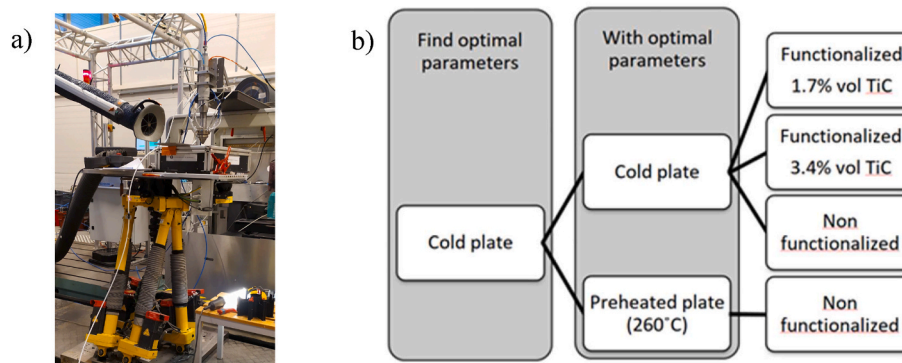 a)
b)
Find optimal
parameters
With optimal
parameters
Cold plate
Cold plate
Preheated plate
(260˚C)
Functionalized
1.7% vol TiC
Functionalized
3.4% vol TiC
Non
functionalized
Non
functionalized